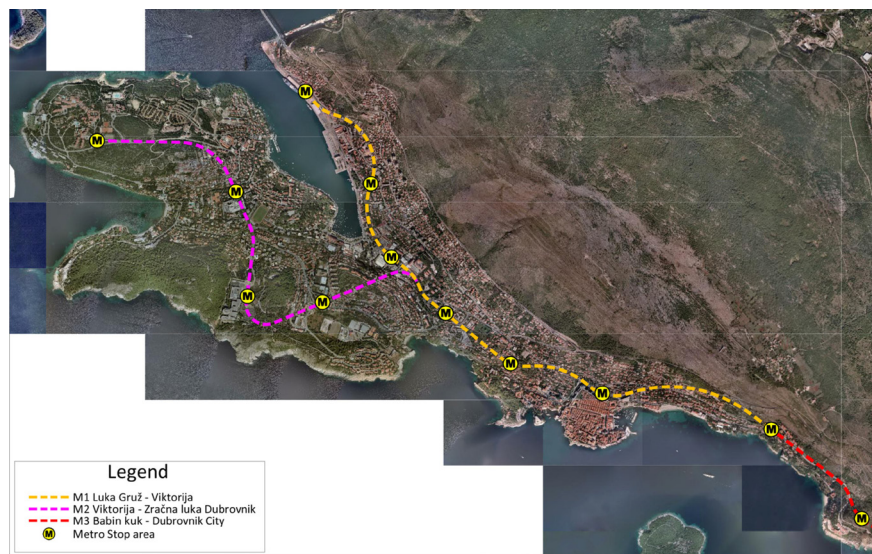 M
M
M
M
M
M
M
M
M
M
M
M
Legend
M1 Luka Gruž - Viktorija
M2 Viktorija - Zračna luka Dubrovnik
M3 Babin kuk - Dubrovnik City
M Metro Stop area